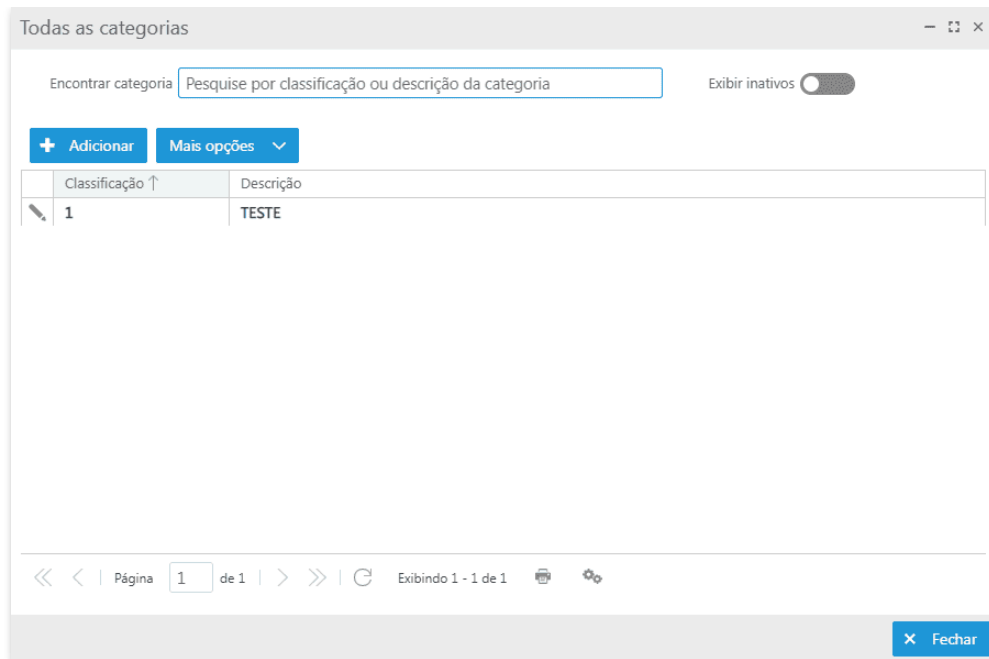 Todas as categorias
Encontrar categoria Pesquise por classificação ou descrição da categoria Exibir inativos
Adicionar Mais opções
Classificação ↑ Descrição
1 TESTE
Página 1 de 1 Exibindo 1 - 1 de 1
Fechar